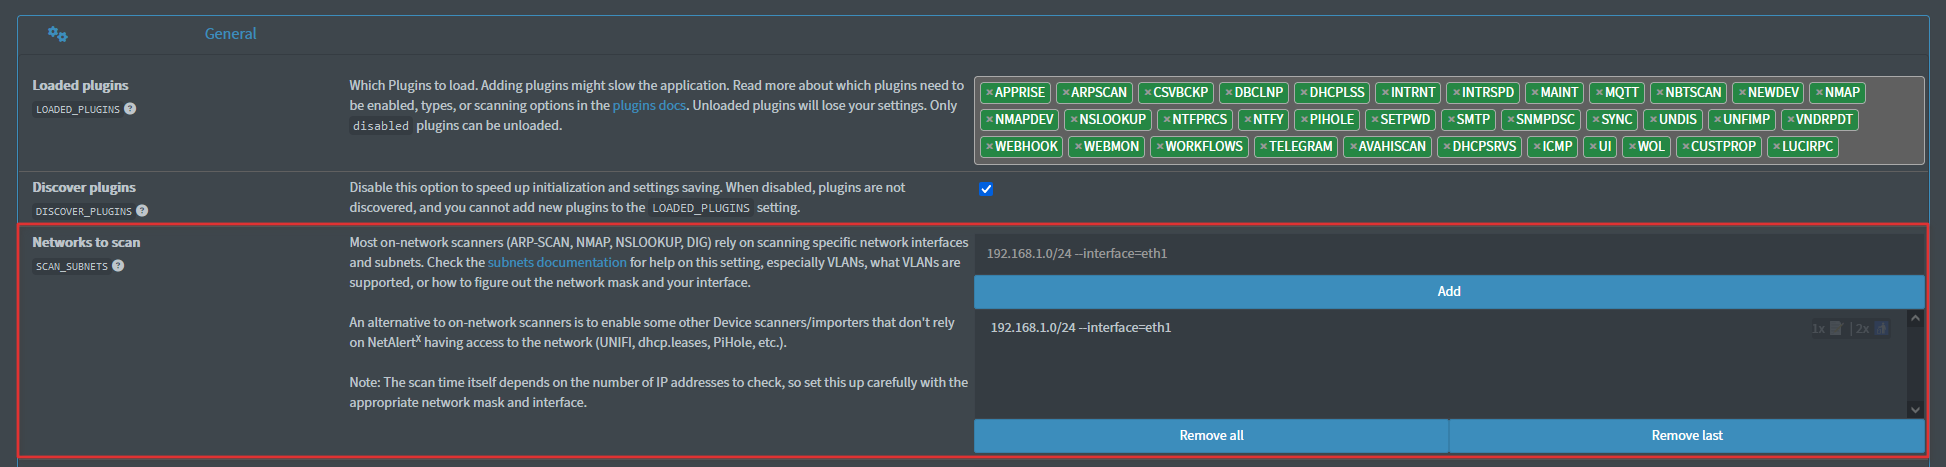 General
Loaded plugins
LOADED_PLUGINS ?
Which Plugins to load. Adding plugins might slow the application. Read more about which plugins need to
be enabled, types, or scanning options in the plugins docs. Unloaded plugins will lose your settings. Only
disabled plugins can be unloaded.
×APPRISE ×ARPSCAN ×CSVBCKP ×DBCLNP ×DHCPLSS ×INTRNT ×INTRSPD ×MAINT ×MQTT ×NBTSCAN ×NEWDEV ×NMAP
×NMAPDEV ×NSLOOKUP ×NTFPRCS ×NTFY ×PIHOLE ×SETPWD ×SMTP ×SNMPDSC ×SYNC ×UNDIS ×UNFIMP ×VNDRPDT
×WEBHOOK ×WEBMON ×WORKFLOWS ×TELEGRAM ×AVAHISCAN ×DHCPSRVS ×ICMP ×UI ×WOL ×CUSTPROP ×LUCIRPC
Discover plugins
DISCOVER_PLUGINS ?
Disable this option to speed up initialization and settings saving. When disabled, plugins are not
discovered, and you cannot add new plugins to the LOADED_PLUGINS setting.
Networks to scan
SCAN_SUBNETS ?
Most on-network scanners (ARP-SCAN, NMAP, NSLOOKUP, DIG) rely on scanning specific network interfaces
and subnets. Check the subnets documentation for help on this setting, especially VLANs, what VLANs are
supported, or how to figure out the network mask and your interface.
An alternative to on-network scanners is to enable some other Device scanners/importers that don't rely
on NetAlertX having access to the network (UNIFI, dhcp.leases, PiHole, etc.).
Note: The scan time itself depends on the number of IP addresses to check, so set this up carefully with the
appropriate network mask and interface.
192.168.1.0/24 --interface=eth1
Add
192.168.1.0/24 --interface=eth1
1x | 2x
Remove all
Remove last